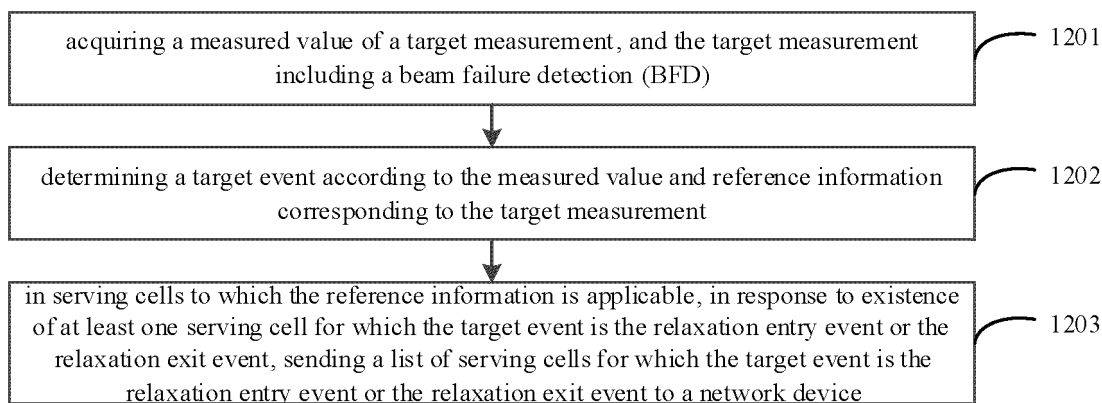 acquiring a measured value of a target measurement, and the target measurement
including a beam failure detection (BFD)
1201
determining a target event according to the measured value and reference information
corresponding to the target measurement
1202
in serving cells to which the reference information is applicable, in response to existence
of at least one serving cell for which the target event is the relaxation entry event or the
relaxation exit event, sending a list of serving cells for which the target event is the
relaxation entry event or the relaxation exit event to a network device
1203